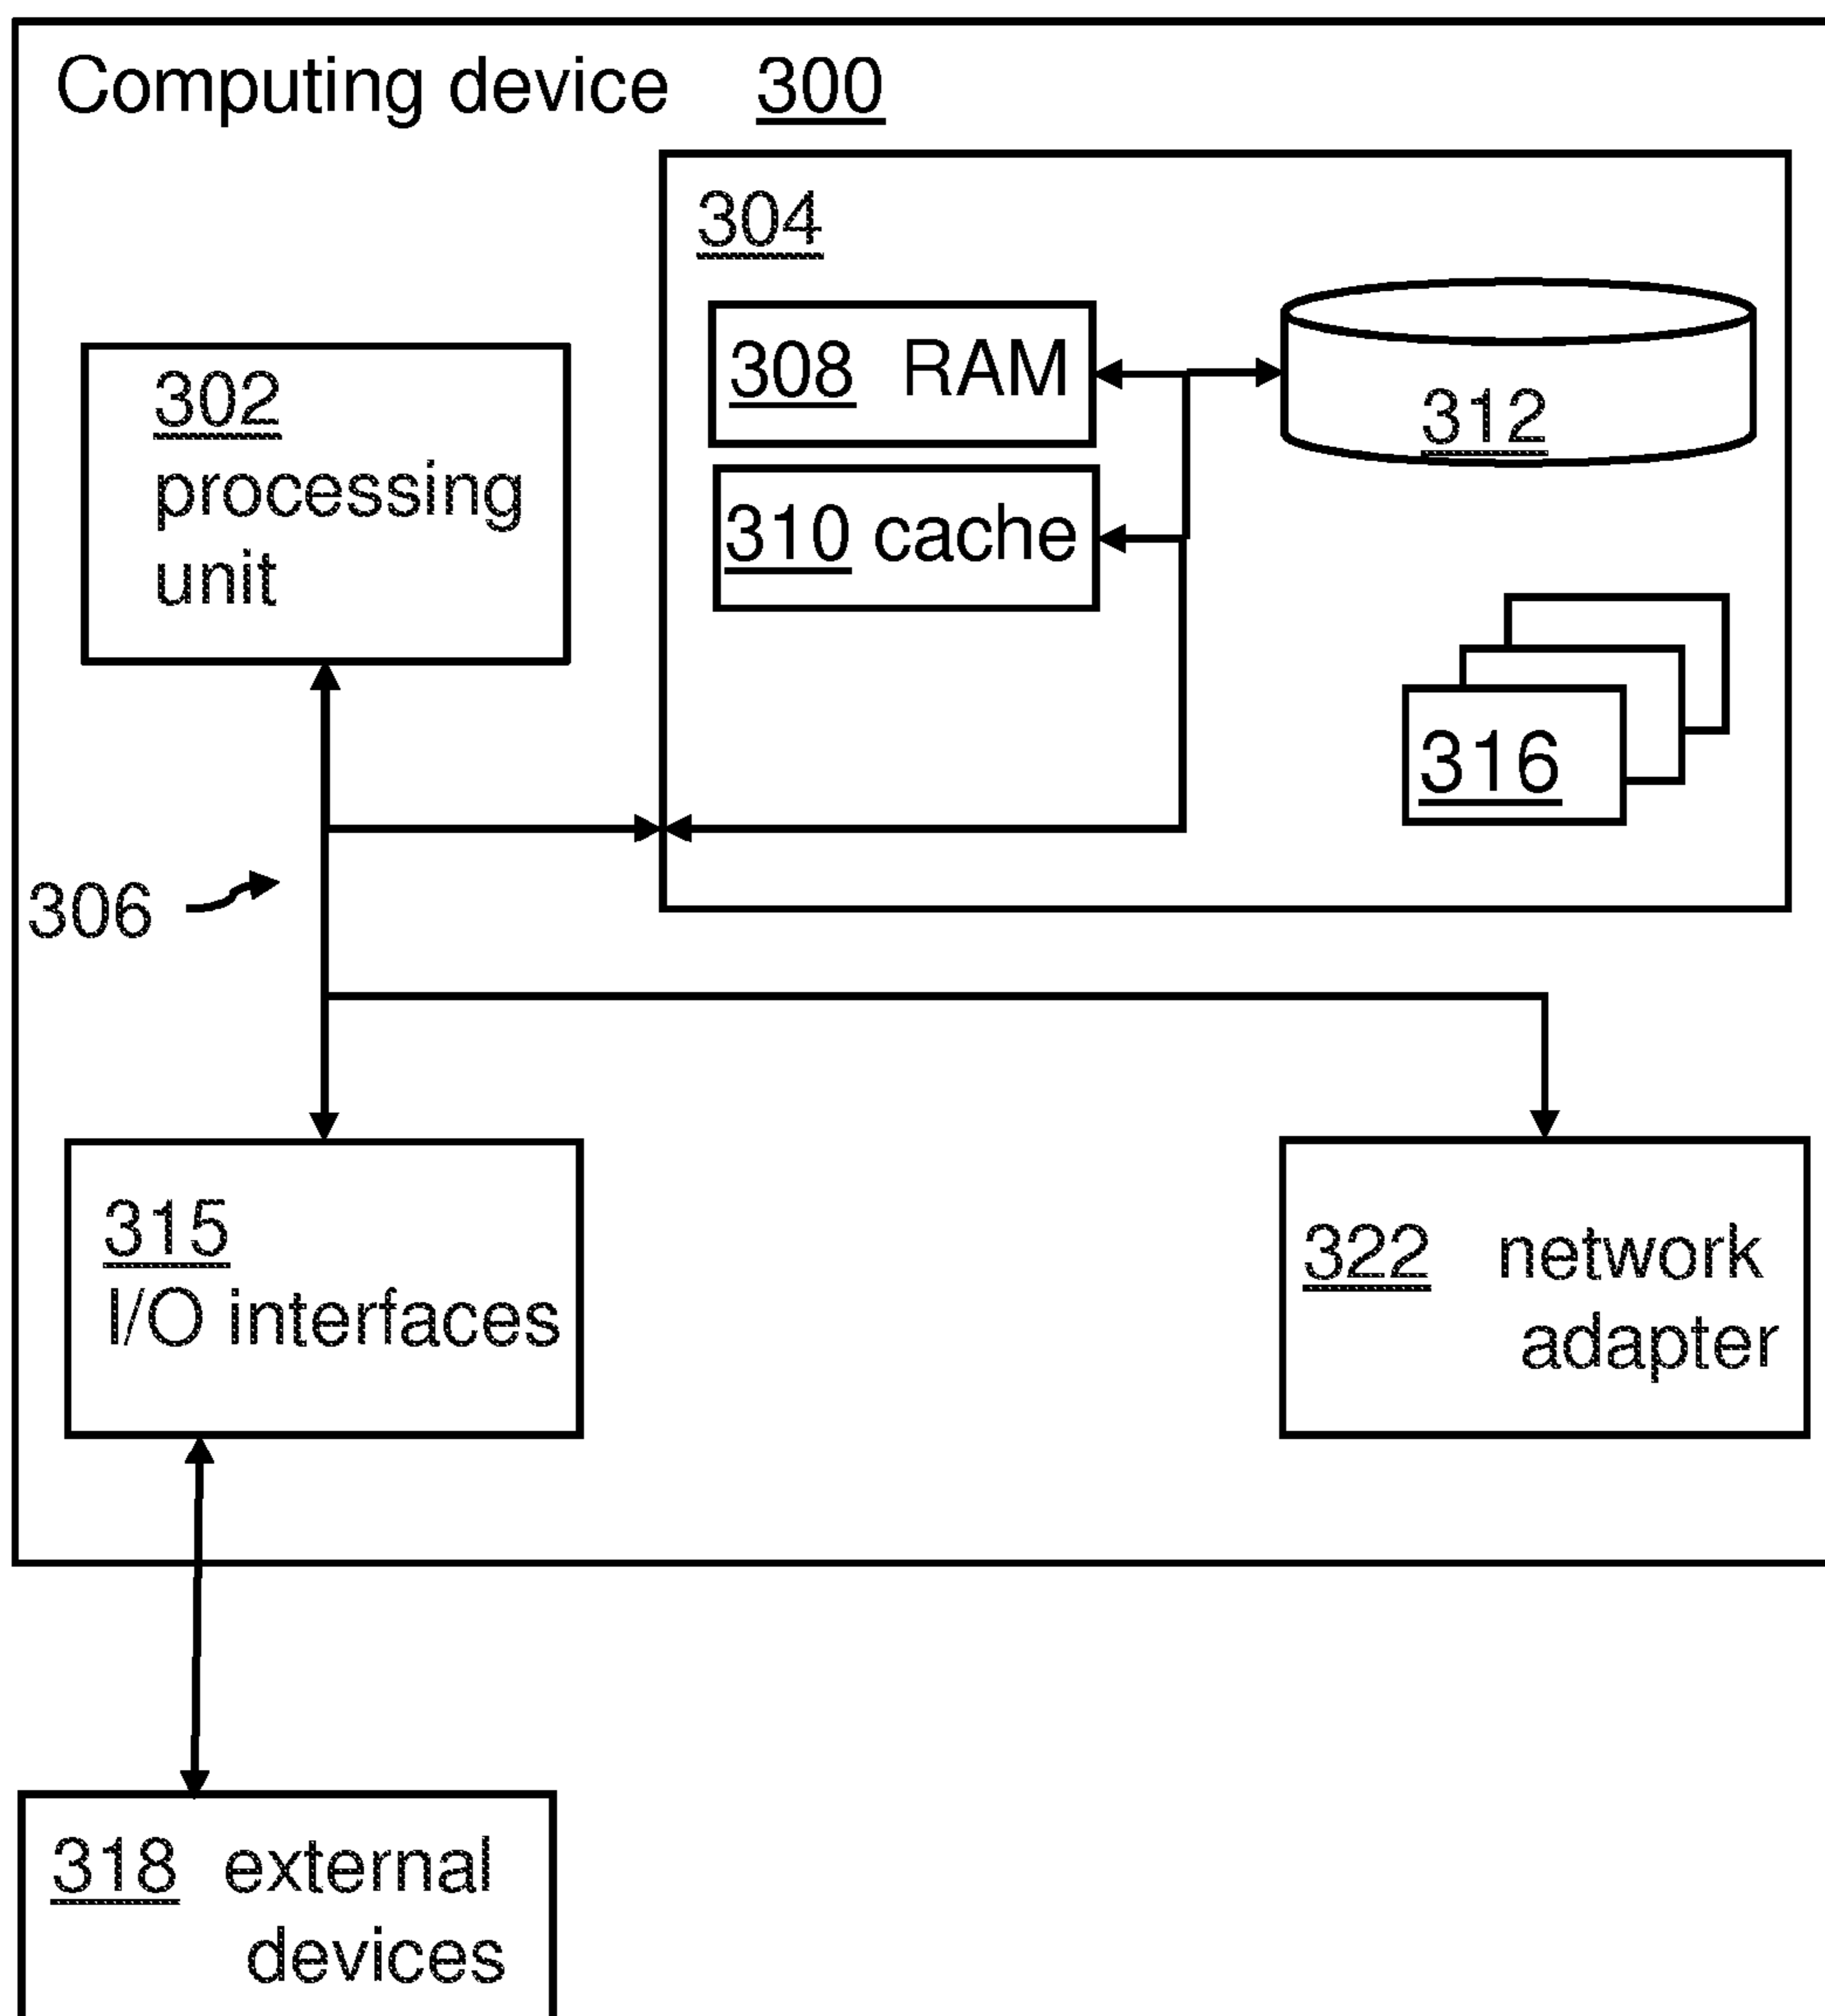 Computing device 300
304
308 RAM
312
302
processing
unit
310 cache
316
306
315
I/O interfaces
322 network
adapter
318 external
devices